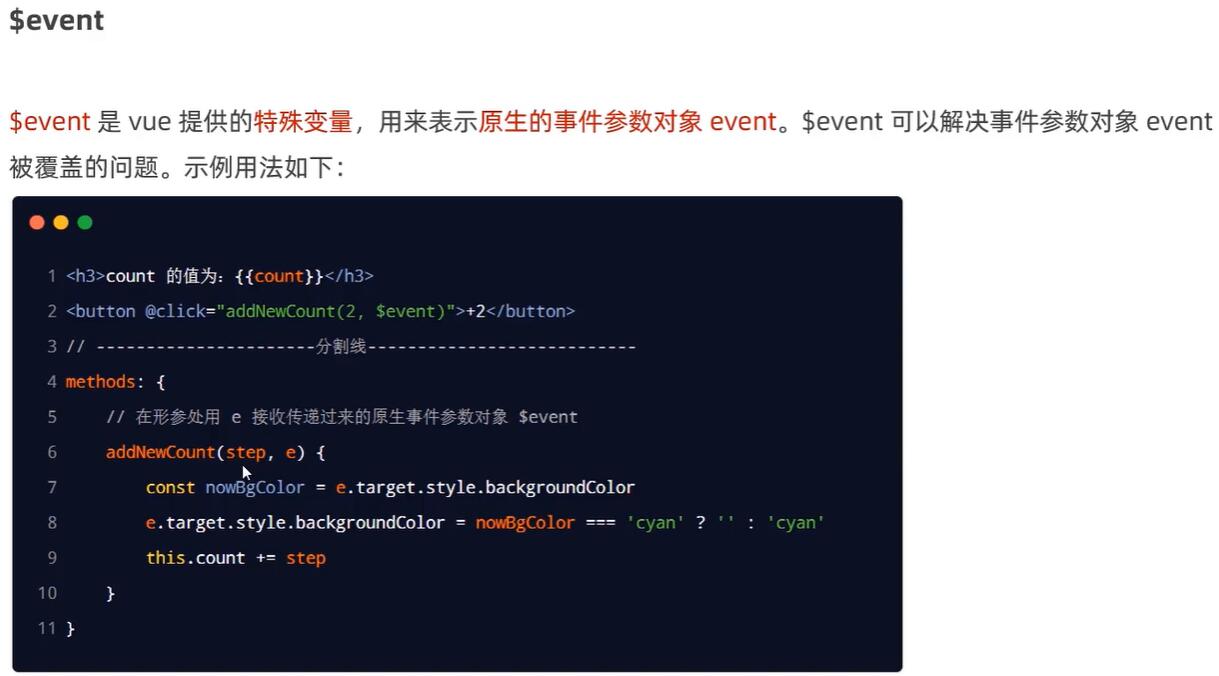 $event
$event 是 vue 提供的特殊变量，用来表示原生的事件参数对象 event。$event 可以解决事件参数对象 event
被覆盖的问题。示例用法如下：
1 <h3>count 的值为：{{count}}</h3>
2 <button @click="addNewCount(2, $event)">+2</button>
3 // ----------------------分割线---------------------------
4 methods: {
5     // 在形参处用 e 接收传递过来的原生事件参数对象 $event
6     addNewCount(step, e) {
7         const nowBgColor = e.target.style.backgroundColor
8         e.target.style.backgroundColor = nowBgColor === 'cyan' ? '' : 'cyan'
9         this.count += step
10     }
11 }